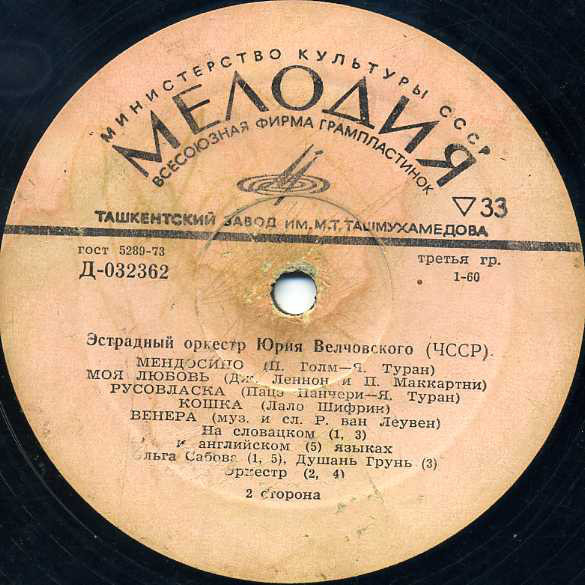 МИНИСТЕРСТВО КУЛЬТУРЫ СССР
МЕЛОДИЯ
ВСЕСОЮЗНАЯ ФИРМА ГРАМПЛАСТИНОК
▽33
ТАШКЕНТСКИЙ ЗАВОД ИМ. М.Т. ТАШМУХАМЕДОВА
гост 5289-73
Д-032362
третья гр.
1-60
Эстрадный оркестр Юрия Велчовского (ЧССР)
МЕНДОСИНО (П. Голм—Я. Туран)
МОЯ ЛЮБОВЬ (Дж. Леннон и П. Маккартни)
РУСОВЛАСКА (Пацэ Панчери—Я. Туран)
КОШКА (Лало Шифрин)
ВЕНЕРА (муз. и сл. Р. ван Леувен)
На словацком (1, 3)
и английском (5) языках
Ольга Сабова (1, 5), Душань Грунь (3)
Оркестр (2, 4)
2 сторона